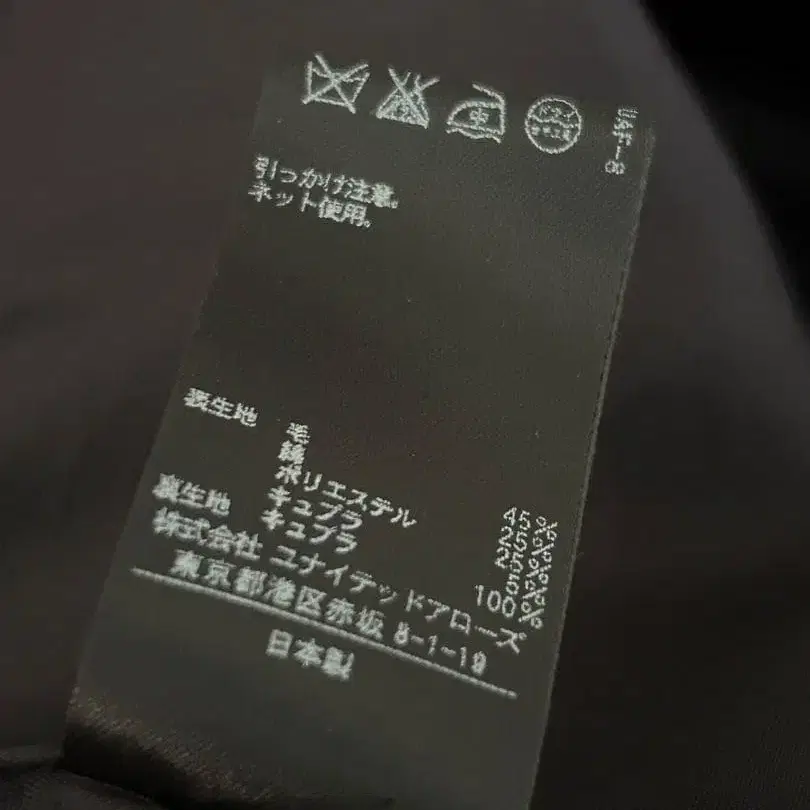 引っかけ注意。
ネット使用。
表生地 毛 45%
綿 25%
ポリエステル 25%
キュプラ 5%
裏生地 キュプラ 100%
株式会社 ユナイテッドアローズ
東京都港区赤坂 8-1-19
日本製